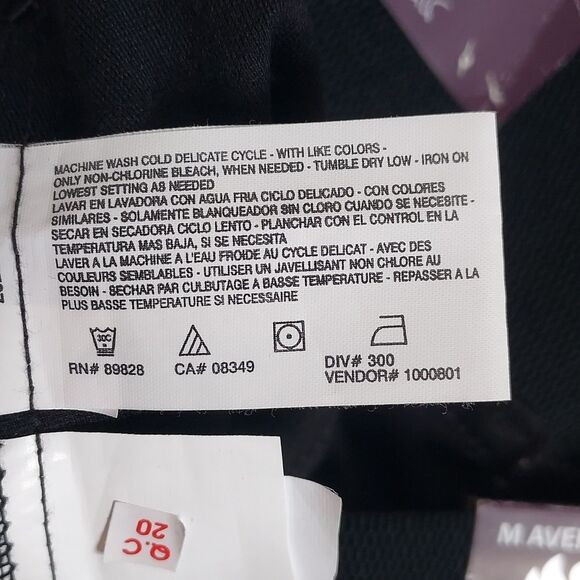 MACHINE WASH COLD DELICATE CYCLE - WITH LIKE COLORS -
ONLY NON-CHLORINE BLEACH, WHEN NEEDED - TUMBLE DRY LOW - IRON ON
LOWEST SETTING AS NEEDED
LAVAR EN LAVADORA CON AGUA FRIA CICLO DELICADO - CON COLORES
SIMILARES - SOLAMENTE BLANQUEADOR SIN CLORO CUANDO SE NECESITE -
SECAR EN SECADORA CICLO LENTO - PLANCHAR CON EL CONTROL EN LA
TEMPERATURA MAS BAJA, SI SE NECESITA
LAVER A LA MACHINE A L'EAU FROIDE AU CYCLE DELICAT - AVEC DES
COULEURS SEMBLABLES - UTILISER UN JAVELLISANT NON CHLORE AU
BESOIN - SECHAR PAR CULBUTAGE A BASSE TEMPERATURE - REPASSER A LA
PLUS BASSE TEMPERATURE SI NECESSAIRE
30C
RN# 89828 CA# 08349 DIV# 300
VENDOR# 1000801
Q.C
20
M AVE